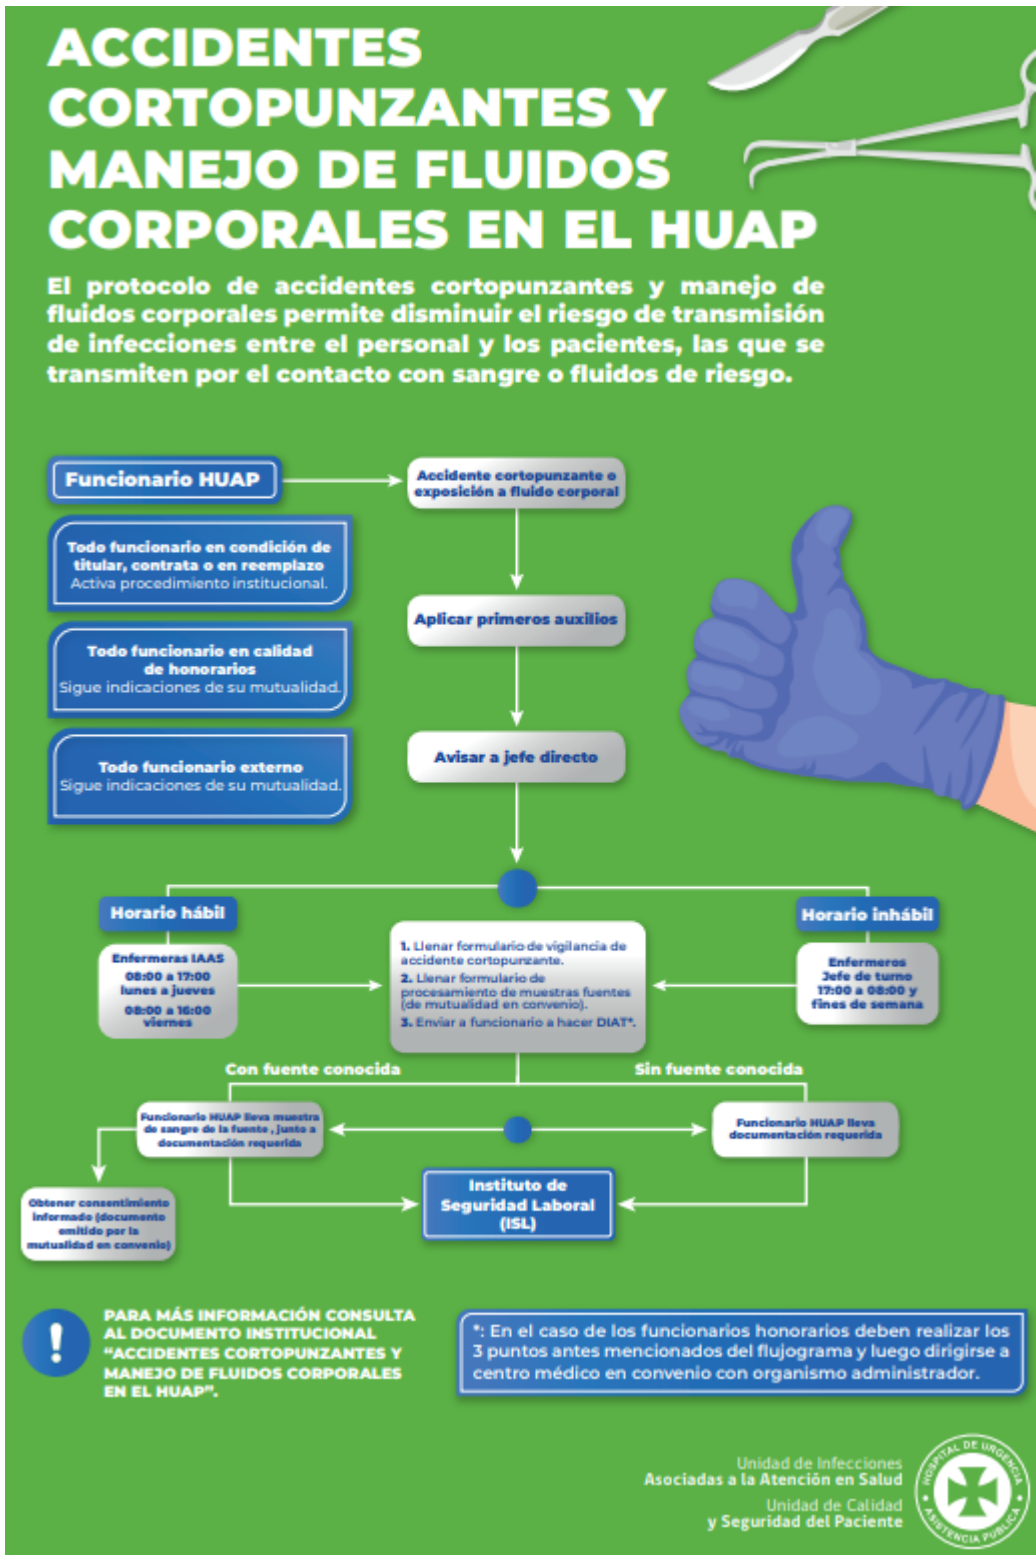 ACCIDENTES
CORTOPUNZANTES Y
MANEJO DE FLUIDOS
CORPORALES EN EL HUAP
El protocolo de accidentes cortopunzantes y manejo de
fluidos corporales permite disminuir el riesgo de transmisión
de infecciones entre el personal y los pacientes, las que se
transmiten por el contacto con sangre o fluidos de riesgo.
Funcionario HUAP
Accidente cortopunzante o
exposición a fluido corporal
Todo funcionario en condición de
titular, contrata o en reemplazo
Activa procedimiento institucional.
Aplicar primeros auxilios
Todo funcionario en calidad
de honorarios
Sigue indicaciones de su mutualidad.
Avisar a jefe directo
Todo funcionario externo
Sigue indicaciones de su mutualidad.
Horario hábil
Enfermeras IAAS
08:00 a 17:00
lunes a jueves
08:00 a 16:00
viernes
1. Llenar formulario de vigilancia de
accidente cortopunzante.
2. Llenar formulario de
procesamiento de muestras fuentes
(de mutualidad en convenio).
3. Enviar a funcionario a hacer DIAT*.
Horario inhábil
Enfermeros
Jefe de turno
17:00 a 08:00 y
fines de semana
Con fuente conocida
Sin fuente conocida
Funcionario HUAP lleva muestra
de sangre de la fuente , junto a
documentación requerida
Funcionario HUAP lleva
documentación requerida
Obtener consentimiento
informado (documento
emitido por la
mutualidad en convenio)
Instituto de
Seguridad Laboral
(ISL)
!
PARA MÁS INFORMACIÓN CONSULTA
AL DOCUMENTO INSTITUCIONAL
“ACCIDENTES CORTOPUNZANTES Y
MANEJO DE FLUIDOS CORPORALES
EN EL HUAP”.
*: En el caso de los funcionarios honorarios deben realizar los
3 puntos antes mencionados del flujograma y luego dirigirse a
centro médico en convenio con organismo administrador.
Unidad de Infecciones
Asociadas a la Atención en Salud
Unidad de Calidad
y Seguridad del Paciente
HOSPITAL DE URGENCIA
ASISTENCIA PUBLICA